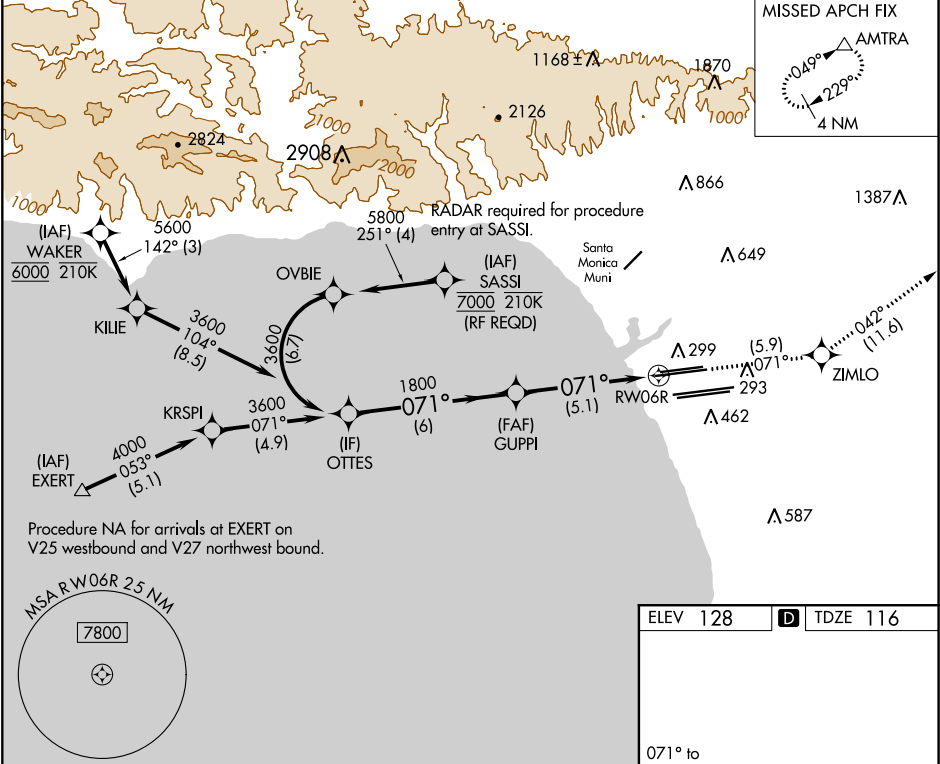 MISSED APCH FIX
AMTRA
049°
229°
4 NM
1168 ±
1870
1000
2126
1000
2824
2908
2000
1000
866
1387
649
(IAF)
WAKER
6000 210K
5600
142° (3)
5800
251° (4)
RADAR required for procedure
entry at SASSI.
Santa
Monica
Muni
OVBIE
(IAF)
SASSI
7000 210K
(RF REQD)
KILIE
3600
104°
(8.5)
3600
(6.7)
042°
(11.6)
299
(5.9)
071°
ZIMLO
RW06R
293
462
1800
071°
(6)
071°
(5.1)
KRSPI
3600
071°
(4.9)
(IF)
OTTES
(FAF)
GUPPI
(IAF)
EXERT
4000
053°
(5.1)
587
Procedure NA for arrivals at EXERT on
V25 westbound and V27 northwest bound.
MSA RW06R 25 NM
7800
ELEV 128 D TDZE 116
071° to